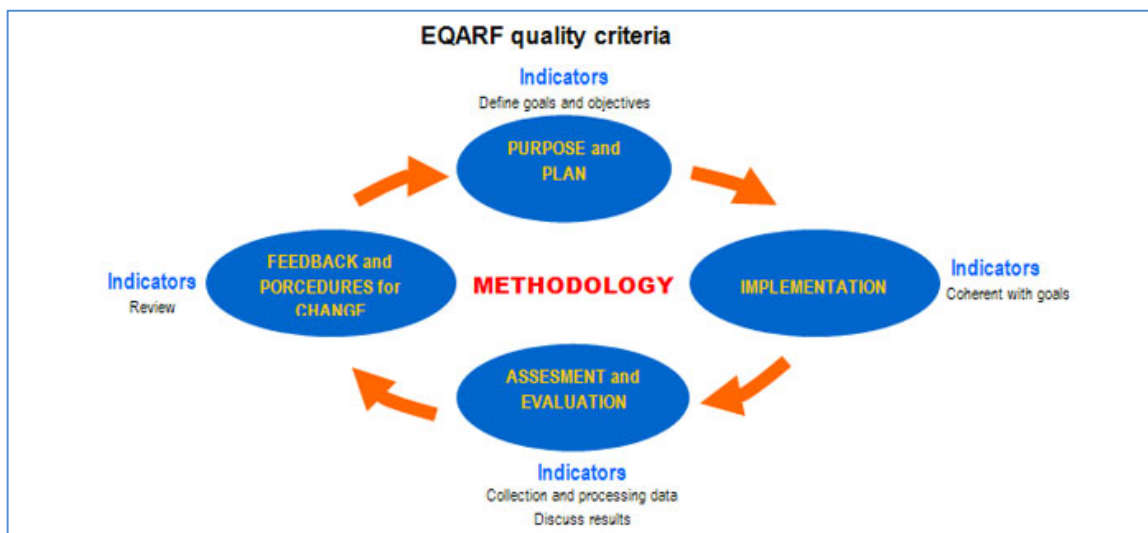 EQARF quality criteria
Indicators
Define goals and objectives
PURPOSE and
PLAN
Indicators
Review
FEEDBACK and
PORCEDURES for
CHANGE
METHODOLOGY
IMPLEMENTATION
Indicators
Coherent with goals
ASSESMENT and
EVALUATION
Indicators
Collection and processing data
Discuss results